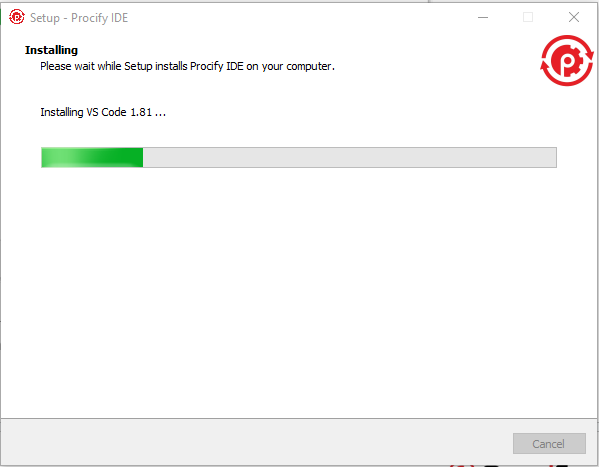 Setup - Procify IDE
Installing
Please wait while Setup installs Procify IDE on your computer.
Installing VS Code 1.81 ...
Cancel